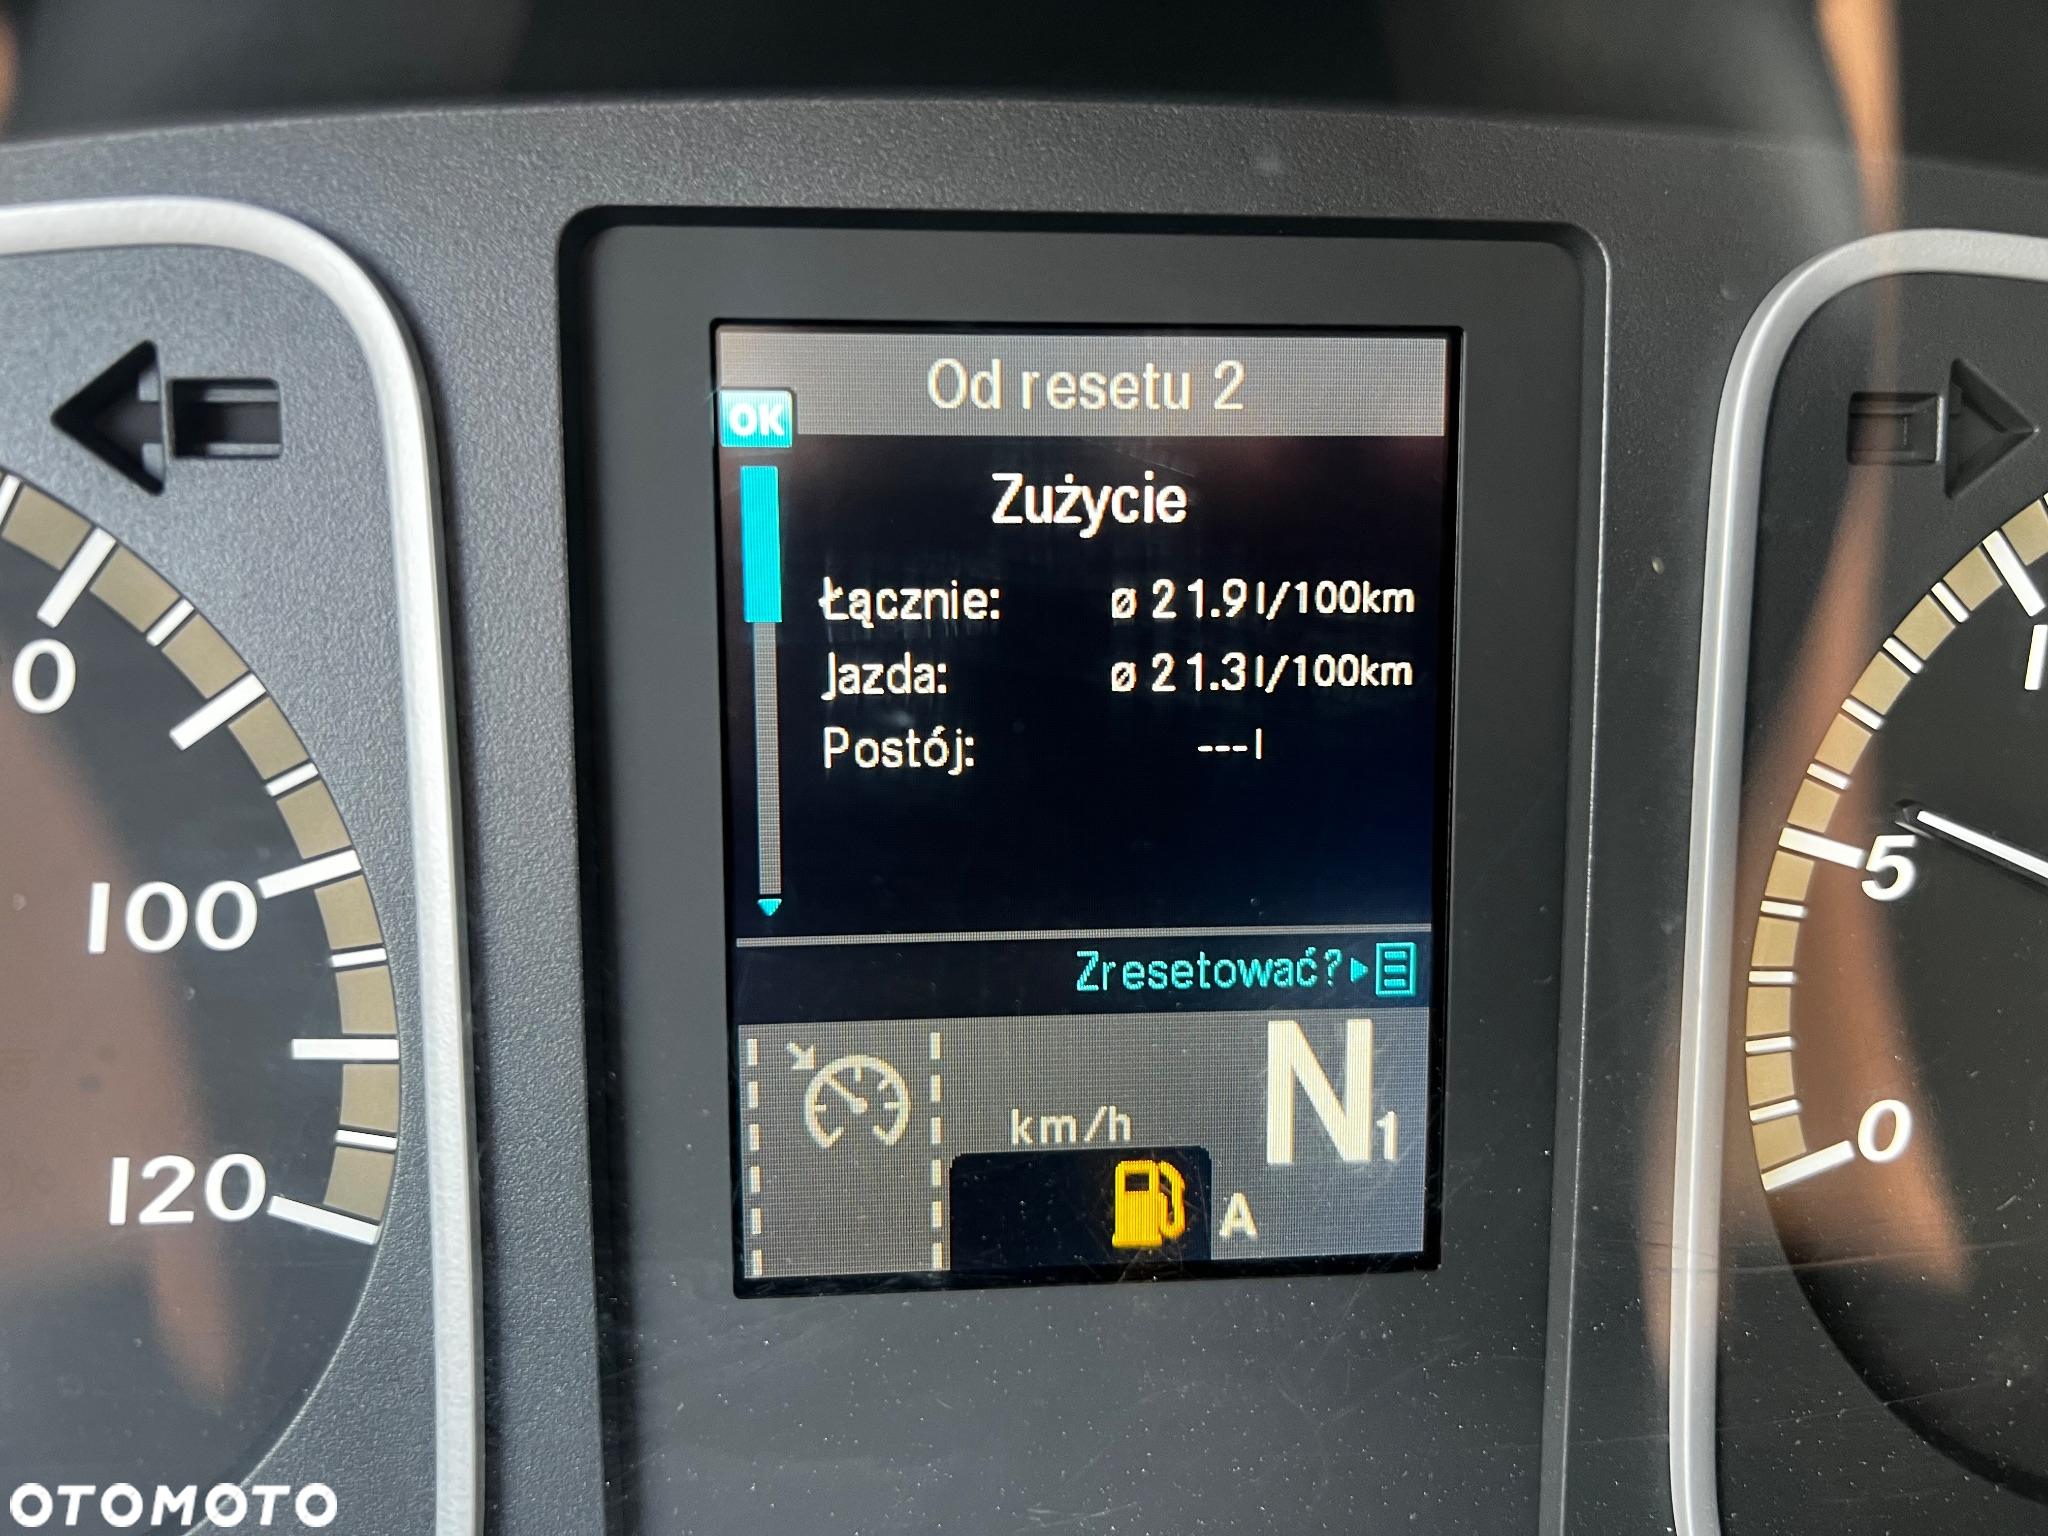 Od resetu 2
OK
Zużycie
Łącznie: ø 21.9 l/100km
Jazda: ø 21.3 l/100km
Postój: ---l
Zresetować?
km/h
N1
A
100
120
5
0
OTOMOTO